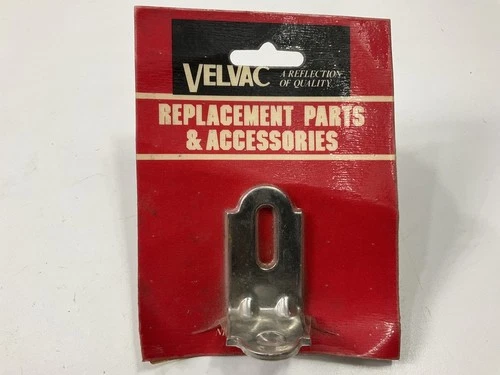 VELVAC
A REFLECTION
OF QUALITY
REPLACEMENT PARTS
& ACCESSORIES